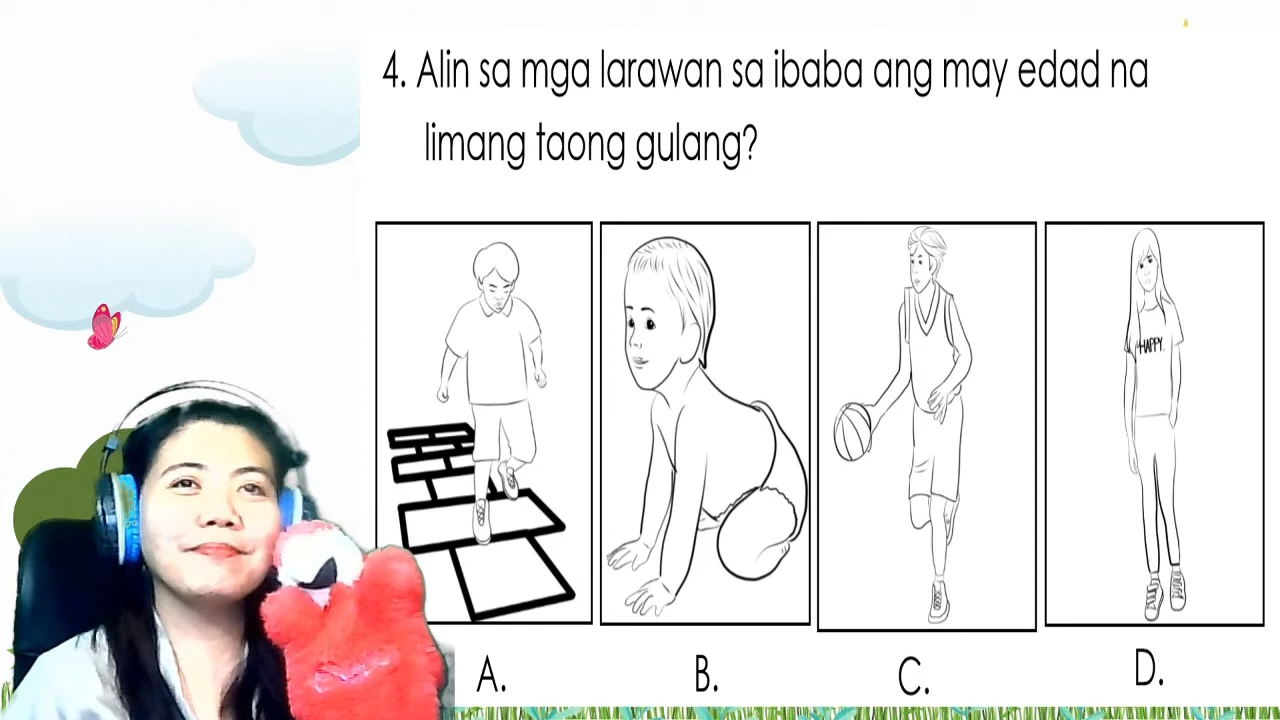 4. Alin sa mga larawan sa ibaba ang may edad na
limang taong gulang?
HAPPY
A.
B.
C.
D.